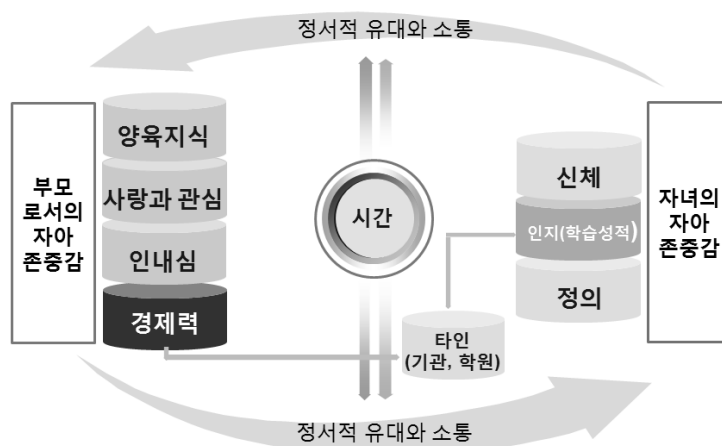 정서적 유대와 소통
부모
로서의
자아
존중감
양육지식
사랑과 관심
인내심
경제력
시간
타인
(기관, 학원)
신체
인지(학습성적)
정의
자녀의
자아
존중감
정서적 유대와 소통